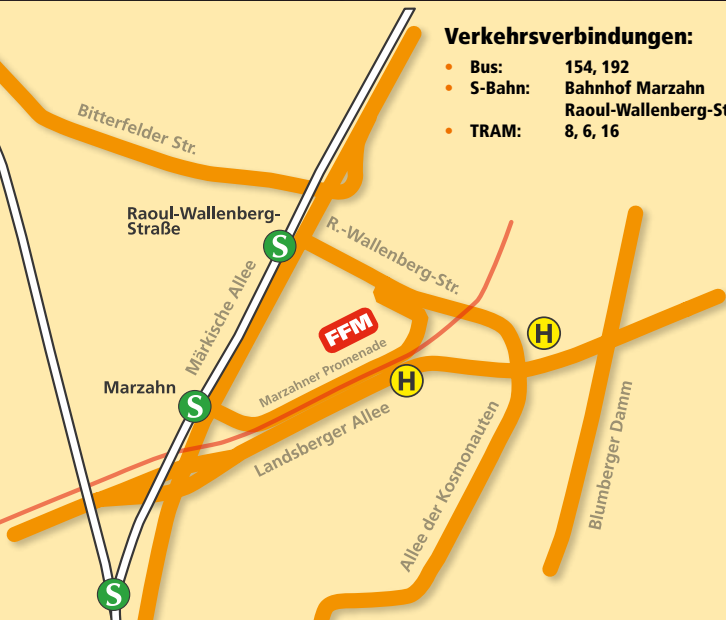 Verkehrsverbindungen:
• Bus: 154, 192
• S-Bahn: Bahnhof Marzahn
Raoul-Wallenberg-St
• TRAM: 8, 6, 16
Bitterfelder Str.
Raoul-Wallenberg-
Straße
S
R.-Wallenberg-Str.
Märkische Allee
FFM
H
Marzahner Promenade
Marzahn
S
H
Landsberger Allee
Allee der Kosmonauten
Blumberger Damm
S